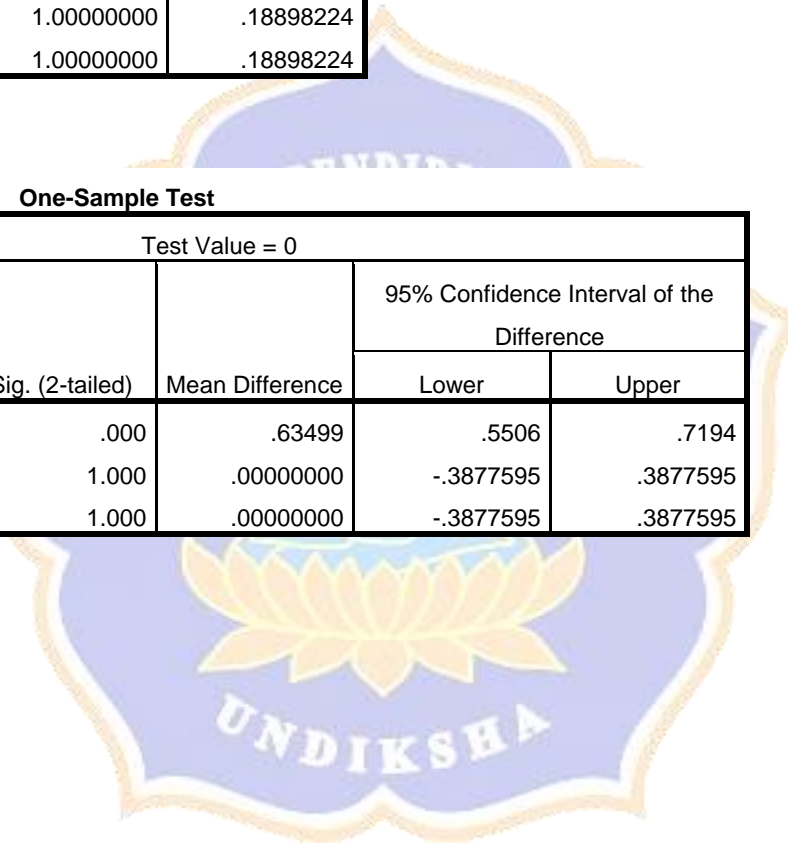 1.00000000 .18898224
1.00000000 .18898224
One-Sample Test
Test Value = 0
95% Confidence Interval of the
Difference
Sig. (2-tailed) Mean Difference Lower Upper
.000 .63499 .5506 .7194
1.000 .00000000 -.3877595 .3877595
1.000 .00000000 -.3877595 .3877595
UNDIKSHA